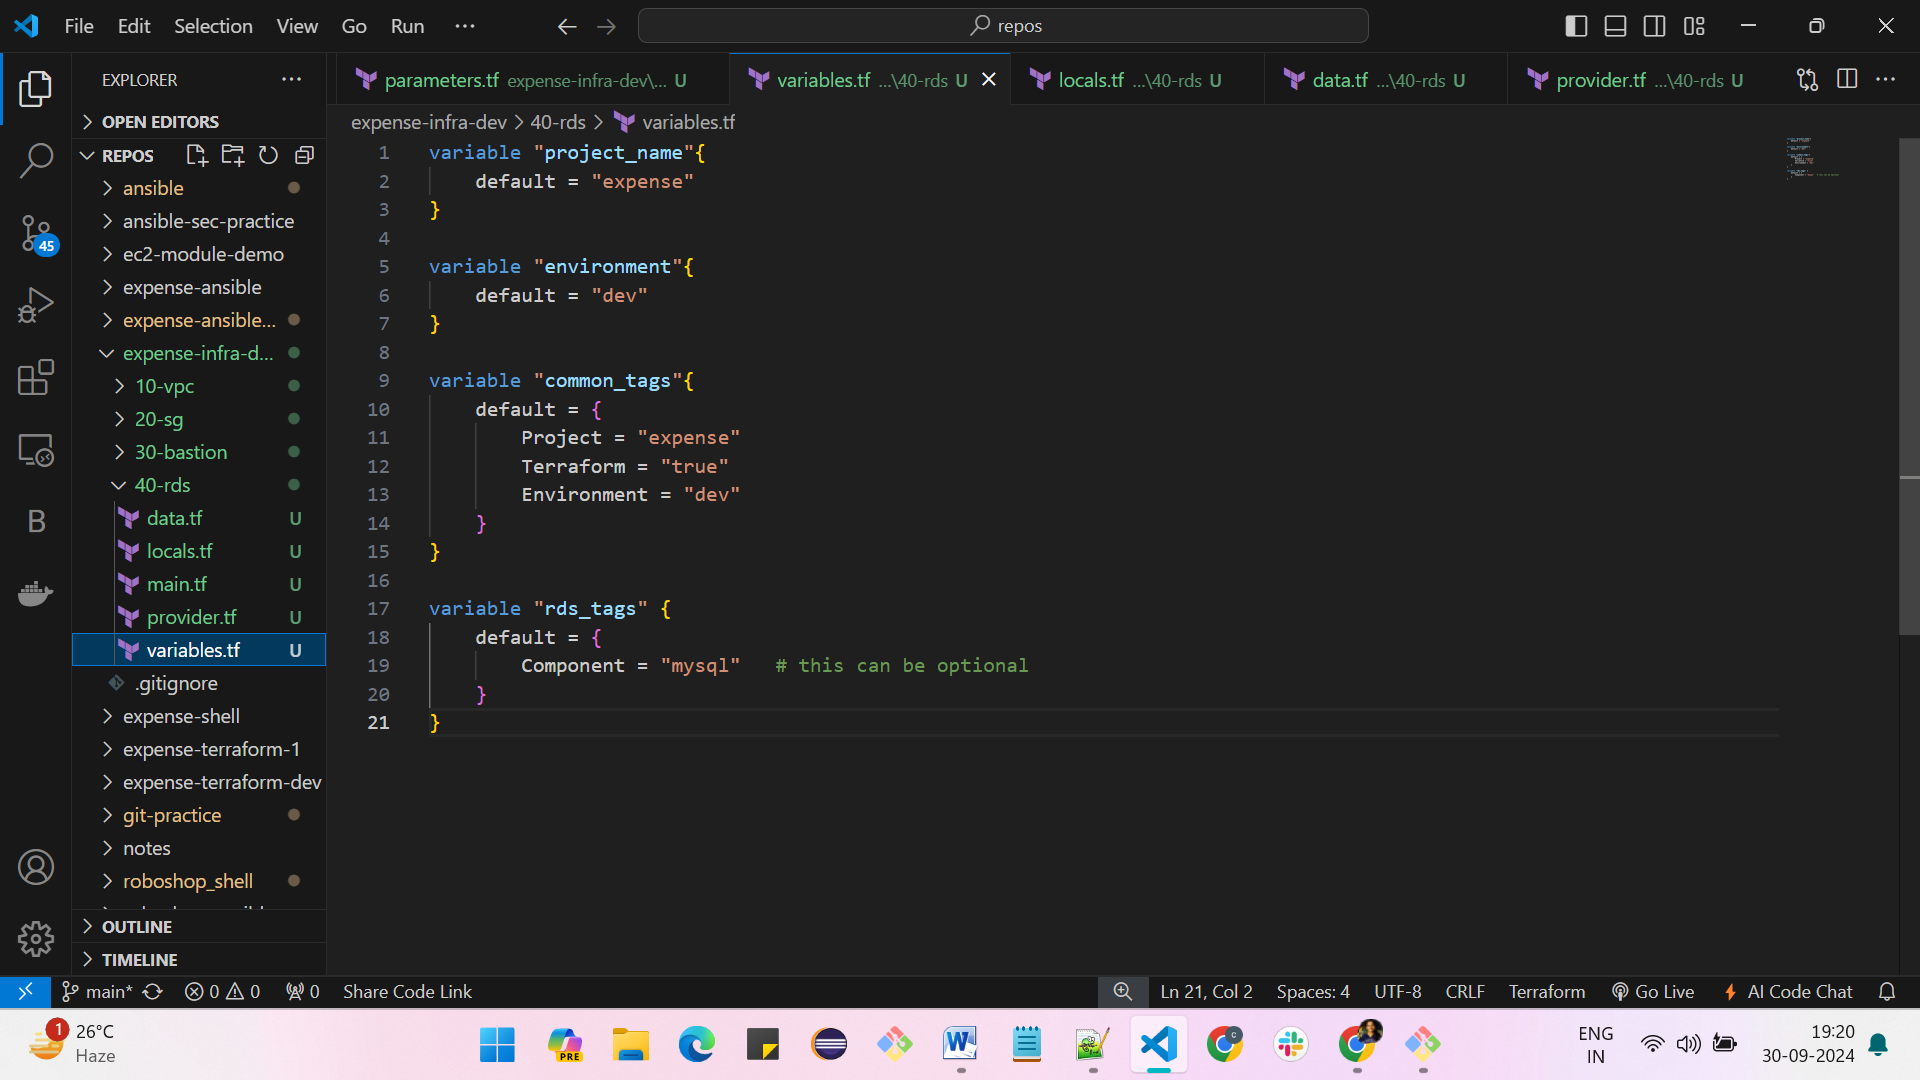 File Edit Selection View Go Run ··· repos
EXPLORER ···
OPEN EDITORS
REPOS
ansible
ansible-sec-practice
ec2-module-demo
expense-ansible
expense-ansible...
expense-infra-d...
10-vpc
20-sg
30-bastion
40-rds
data.tf U
locals.tf U
main.tf U
provider.tf U
variables.tf U
.gitignore
expense-shell
expense-terraform-1
expense-terraform-dev
git-practice
notes
roboshop_shell
OUTLINE
TIMELINE
45
B
parameters.tf expense-infra-dev\... U variables.tf ...\40-rds U locals.tf ...\40-rds U data.tf ...\40-rds U provider.tf ...\40-rds U
expense-infra-dev > 40-rds > variables.tf
1 variable "project_name"{
2 default = "expense"
3 }
4
5 variable "environment"{
6 default = "dev"
7 }
8
9 variable "common_tags"{
10 default = {
11 Project = "expense"
12 Terraform = "true"
13 Environment = "dev"
14 }
15 }
16
17 variable "rds_tags" {
18 default = {
19 Component = "mysql" # this can be optional
20 }
21 }
main* 0 0 0 Share Code Link Ln 21, Col 2 Spaces: 4 UTF-8 CRLF Terraform Go Live AI Code Chat
1 26°C
Haze
PRE
W
C
ENG
IN
19:20
30-09-2024